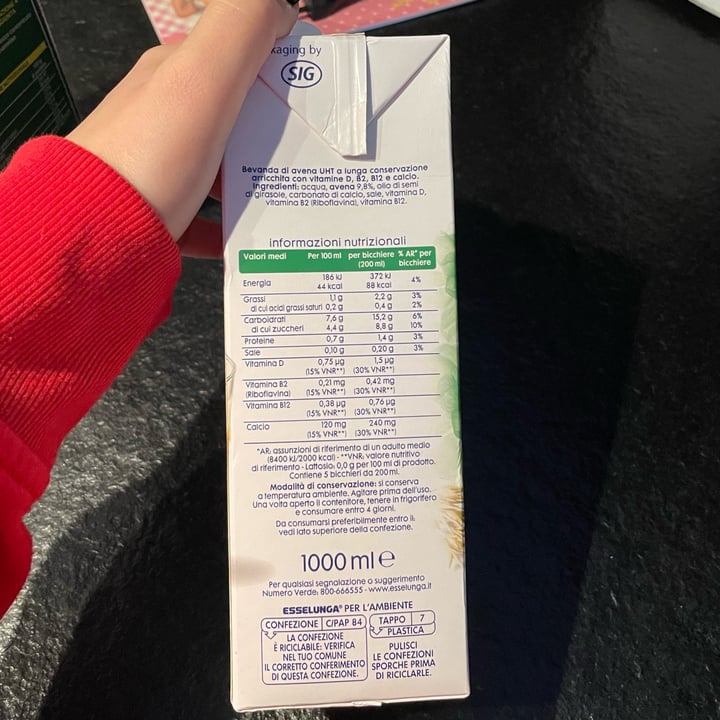 kaging by
SIG
Bevanda di avena UHT a lunga conservazione
arricchita con vitamine D, B2, B12 e calcio.
Ingredienti: acqua, avena 9,8%, olio di semi
di girasole, carbonato di calcio, sale, vitamina D,
vitamina B2 (Riboflavina), vitamina B12.
informazioni nutrizionali
Valori medi Per 100 ml per bicchiere (200 ml) % AR* per bicchiere
Energia 186 kJ 44 kcal 372 kJ 88 kcal 4%
Grassi 1,1 g 2,2 g 3%
di cui acidi grassi saturi 0,2 g 0,4 g 2%
Carboidrati 7,6 g 15,2 g 6%
di cui zuccheri 4,4 g 8,8 g 10%
Proteine 0,7 g 1,4 g 3%
Sale 0,10 g 0,20 g 3%
Vitamina D 0,75 µg 1,5 µg
(15% VNR**) (30% VNR**)
Vitamina B2 0,21 mg 0,42 mg
(Riboflavina) (15% VNR**) (30% VNR**)
Vitamina B12 0,38 µg 0,76 µg
(15% VNR**) (30% VNR**)
Calcio 120 mg 240 mg
(15% VNR**) (30% VNR**)
*AR: assunzioni di riferimento di un adulto medio
(8400 kJ/2000 kcal) - **VNR: valore nutritivo
di riferimento - Lattosio: 0,0 g per 100 ml di prodotto.
Contiene 5 bicchieri da 200 ml.
Modalità di conservazione: si conserva
a temperatura ambiente. Agitare prima dell'uso.
Una volta aperto il contenitore, tenere in frigorifero
e consumare entro 4 giorni.
Da consumarsi preferibilmente entro il:
vedi lato superiore della confezione.
1000 ml e
Per qualsiasi segnalazione o suggerimento
Numero Verde: 800-666555 - www.esselunga.it
ESSELUNGA® PER L'AMBIENTE
CONFEZIONE C/PAP 84
LA CONFEZIONE
È RICICLABILE: VERIFICA
NEL TUO COMUNE
IL CORRETTO CONFERIMENTO
DI QUESTA CONFEZIONE.
TAPPO 7
PLASTICA
PULISCI
LE CONFEZIONI
SPORCHE PRIMA
DI RICICLARLE.